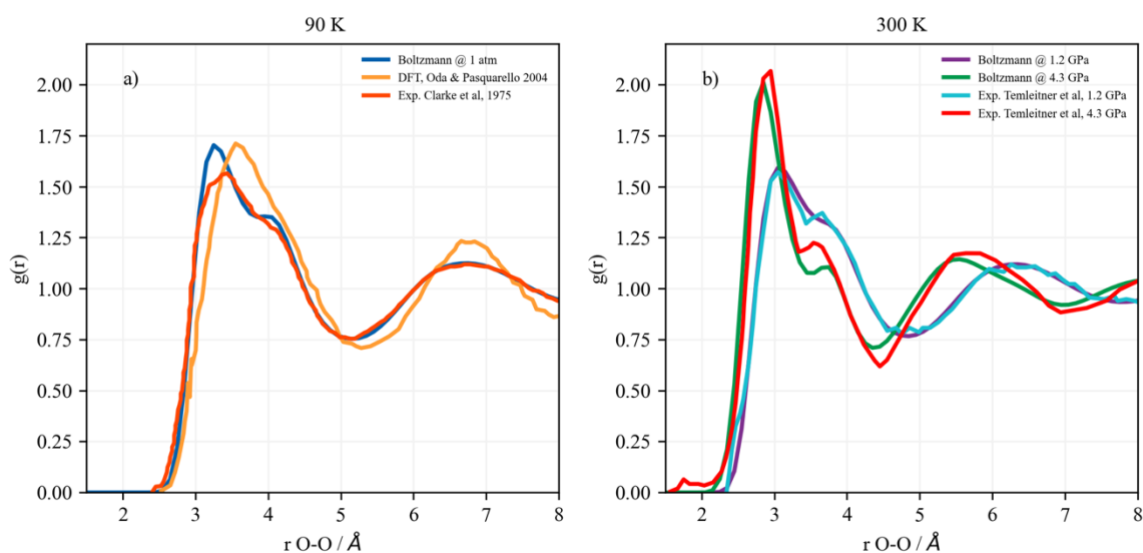 90 K
a)
Boltzmann @ 1 atm
DFT, Oda & Pasquarello 2004
Exp. Clarke et al, 1975
g(r)
2.00
1.75
1.50
1.25
1.00
0.75
0.50
0.25
0.00
2 3 4 5 6 7 8
r O-O / Å
300 K
b)
Boltzmann @ 1.2 GPa
Boltzmann @ 4.3 GPa
Exp. Temleitner et al, 1.2 GPa
Exp. Temleitner et al, 4.3 GPa
g(r)
2.00
1.75
1.50
1.25
1.00
0.75
0.50
0.25
0.00
2 3 4 5 6 7 8
r O-O / Å